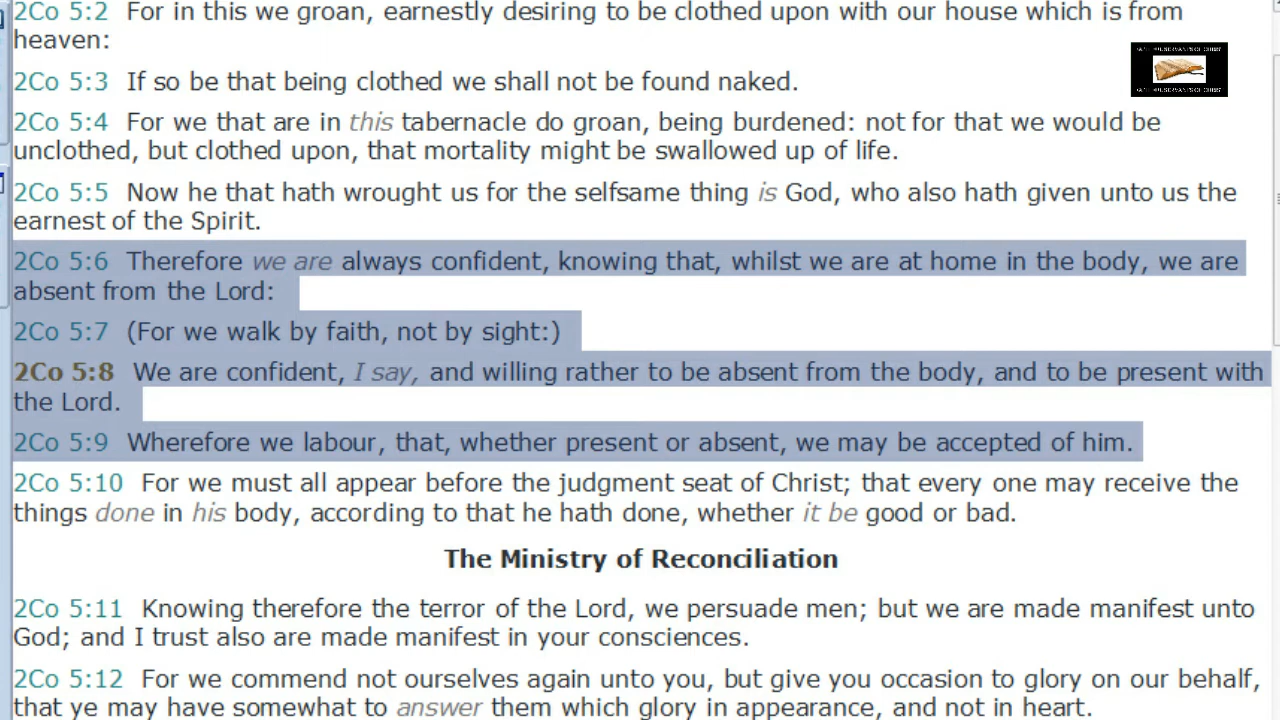 2Co 5:2 For in this we groan, earnestly desiring to be clothed upon with our house which is from
heaven:
2Co 5:3 If so be that being clothed we shall not be found naked.
2Co 5:4 For we that are in this tabernacle do groan, being burdened: not for that we would be
unclothed, but clothed upon, that mortality might be swallowed up of life.
2Co 5:5 Now he that hath wrought us for the selfsame thing is God, who also hath given unto us the
earnest of the Spirit.
2Co 5:6 Therefore we are always confident, knowing that, whilst we are at home in the body, we are
absent from the Lord:
2Co 5:7 (For we walk by faith, not by sight:)
2Co 5:8 We are confident, I say, and willing rather to be absent from the body, and to be present with
the Lord.
2Co 5:9 Wherefore we labour, that, whether present or absent, we may be accepted of him.
2Co 5:10 For we must all appear before the judgment seat of Christ; that every one may receive the
things done in his body, according to that he hath done, whether it be good or bad.
The Ministry of Reconciliation
2Co 5:11 Knowing therefore the terror of the Lord, we persuade men; but we are made manifest unto
God; and I trust also are made manifest in your consciences.
2Co 5:12 For we commend not ourselves again unto you, but give you occasion to glory on our behalf,
that ye may have somewhat to answer them which glory in appearance, and not in heart.